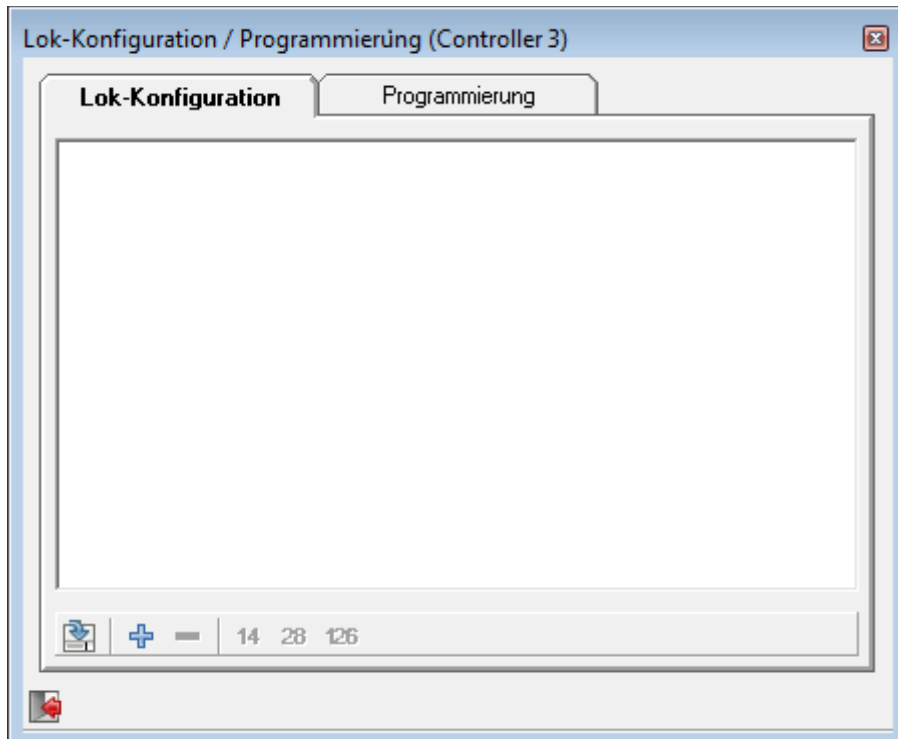 Lok-Konfiguration / Programmierung (Controller 3)
Lok-Konfiguration Programmierung
14 28 126